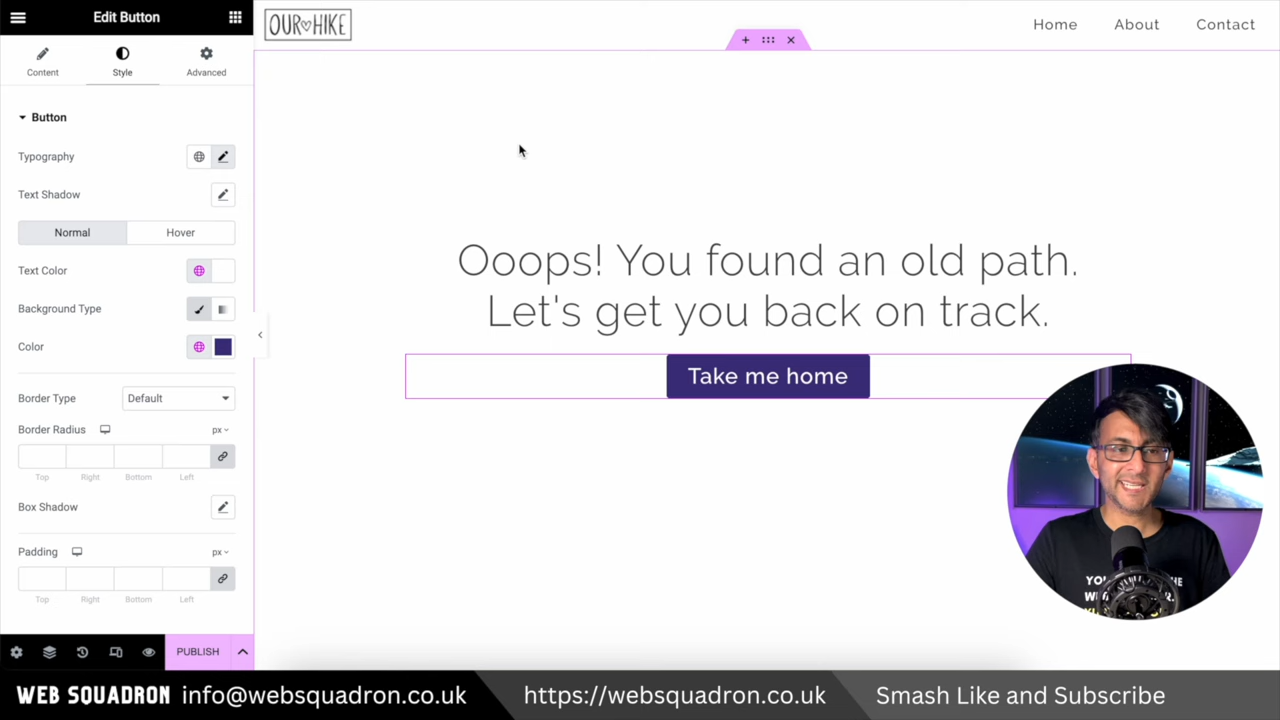 Edit Button
OUR HIKE
Home
About
Contact
Content
Style
Advanced
Button
Typography
Text Shadow
Normal
Hover
Text Color
Background Type
Color
Border Type
Default
Border Radius
px
Top
Right
Bottom
Left
Box Shadow
Padding
px
Top
Right
Bottom
Left
PUBLISH
Ooops! You found an old path.
Let's get you back on track.
Take me home
WEB SQUADRON
info@websquadron.co.uk
https://websquadron.co.uk
Smash Like and Subscribe